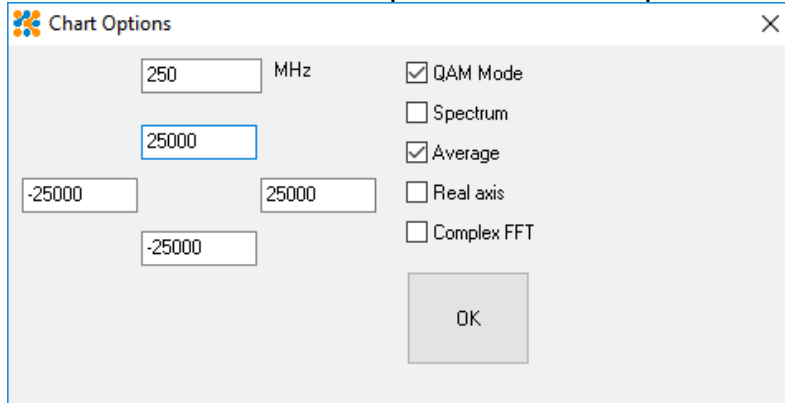 Chart Options
250 MHz
QAM Mode
Spectrum
25000
Average
-25000
25000
Real axis
Complex FFT
-25000
OK